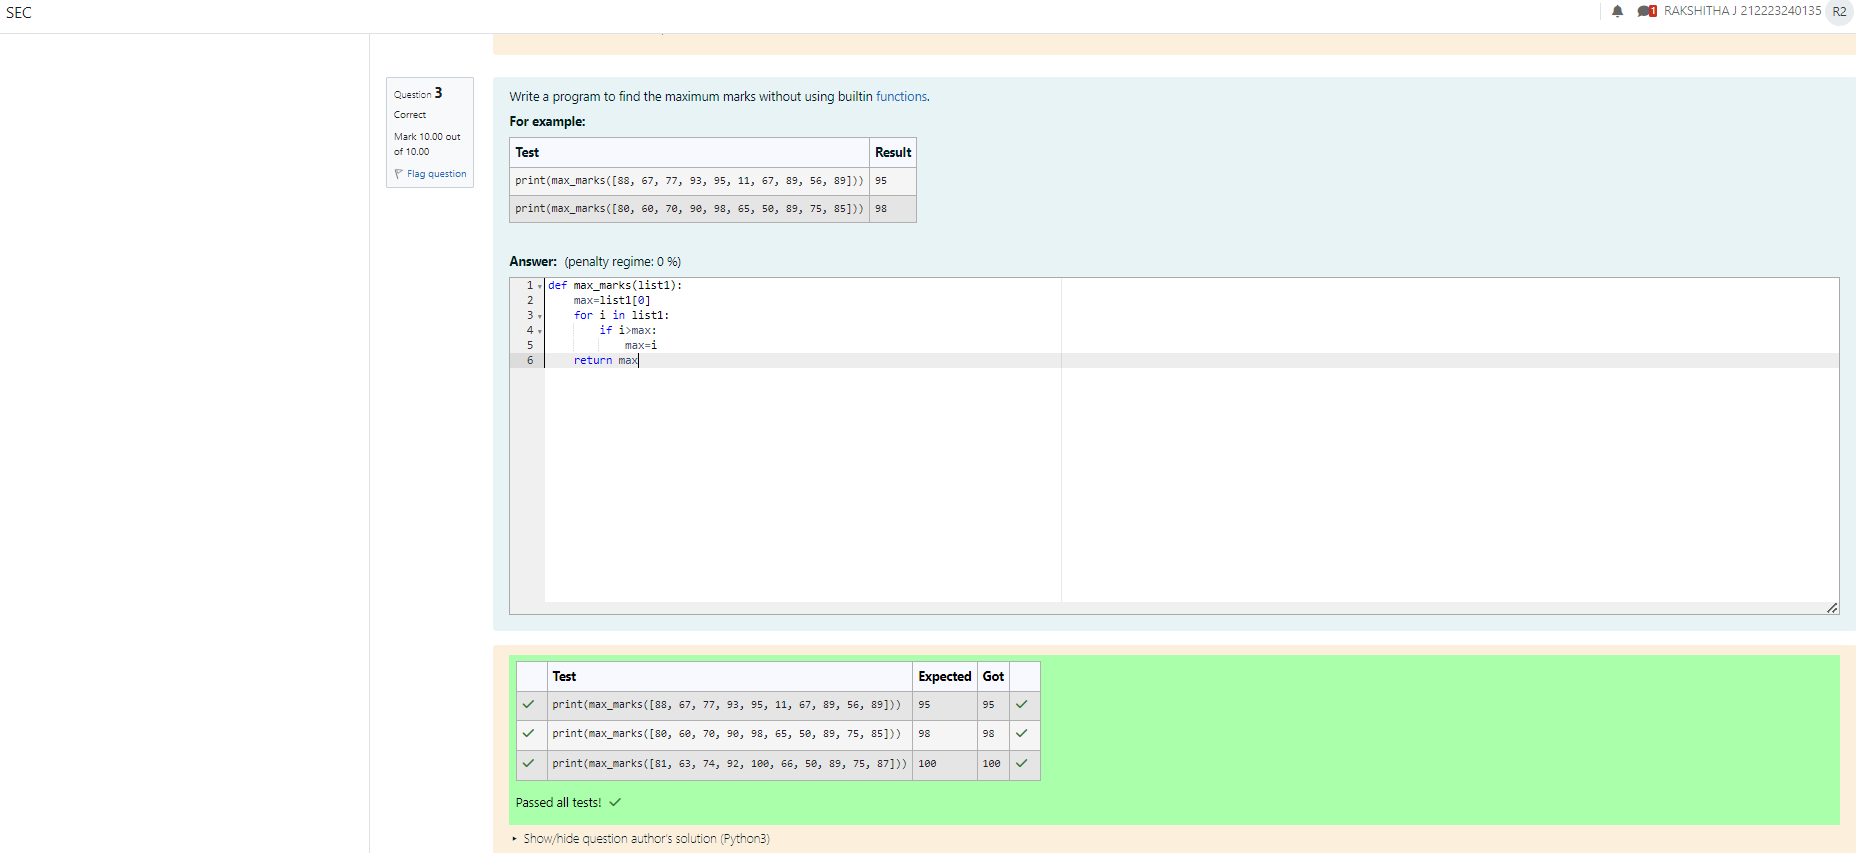 SEC
1 RAKSHITHA J 212223240135 R2
Question 3
Correct
Mark 10.00 out
of 10.00
Flag question
Write a program to find the maximum marks without using builtin functions.
For example:
Test Result
print(max_marks([88, 67, 77, 93, 95, 11, 67, 89, 56, 89])) 95
print(max_marks([80, 60, 70, 90, 98, 65, 50, 89, 75, 85])) 98
Answer: (penalty regime: 0 %)
1 def max_marks(list1):
2     max=list1[0]
3     for i in list1:
4         if i>max:
5             max=i
6     return max
Test Expected Got
print(max_marks([88, 67, 77, 93, 95, 11, 67, 89, 56, 89])) 95 95
print(max_marks([80, 60, 70, 90, 98, 65, 50, 89, 75, 85])) 98 98
print(max_marks([81, 63, 74, 92, 100, 66, 50, 89, 75, 87])) 100 100
Passed all tests!
Show/hide question author's solution (Python3)